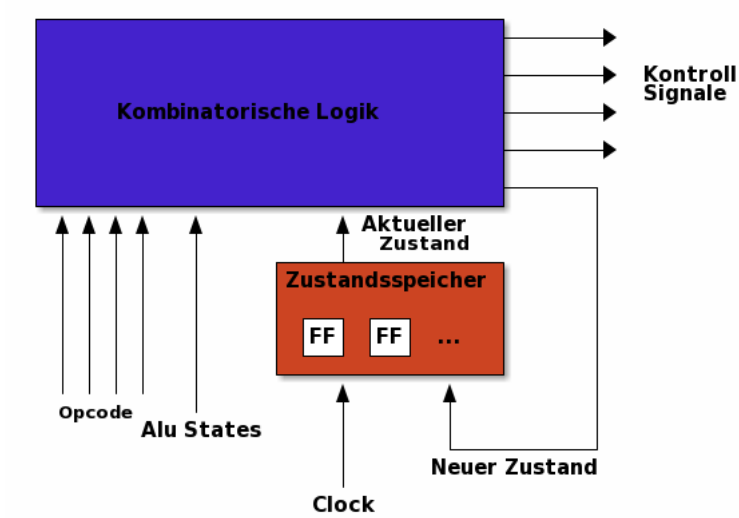 Kombinatorische Logik
Kontroll
Signale
Aktueller
Zustand
Zustandsspeicher
FF FF ...
Opcode
Alu States
Neuer Zustand
Clock